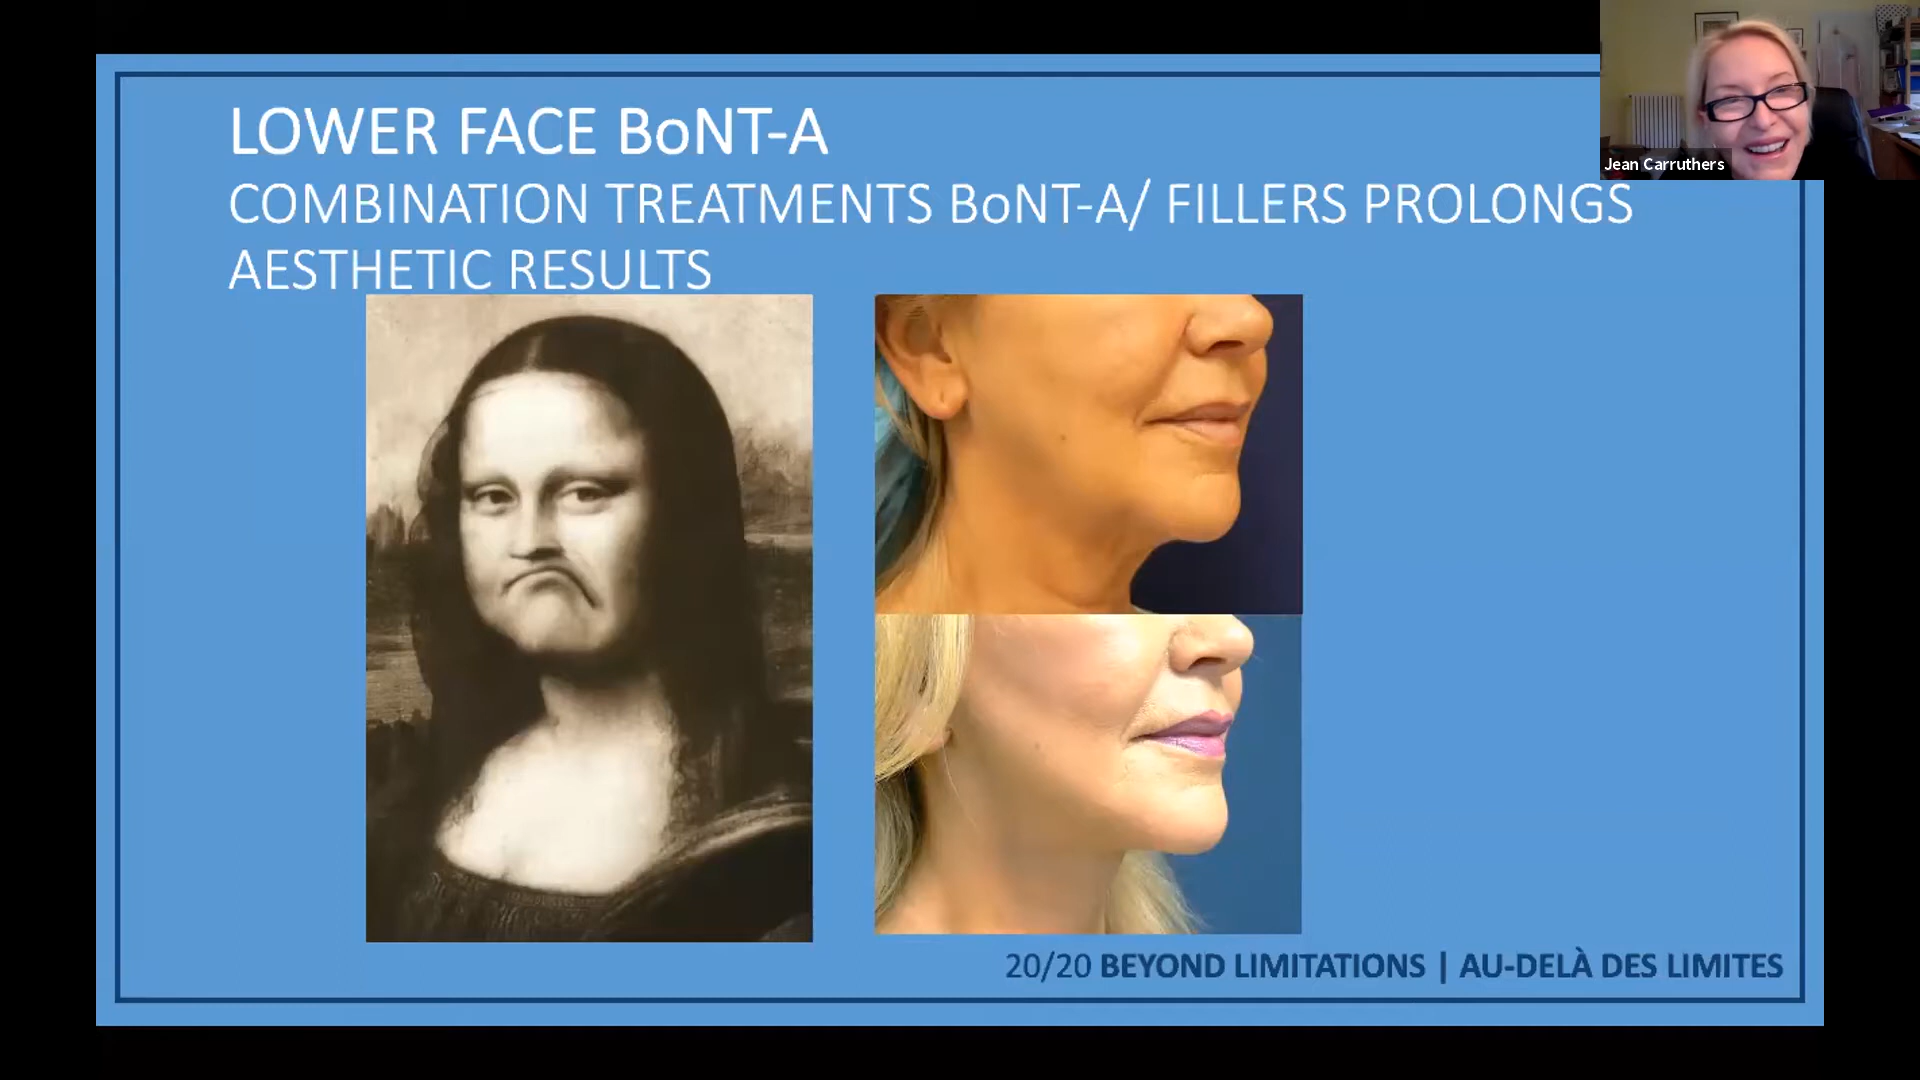 LOWER FACE BoNT-A
COMBINATION TREATMENTS BoNT-A/ FILLERS PROLONGS
AESTHETIC RESULTS
Jean Carruthers
20/20 BEYOND LIMITATIONS | AU-DELÀ DES LIMITES